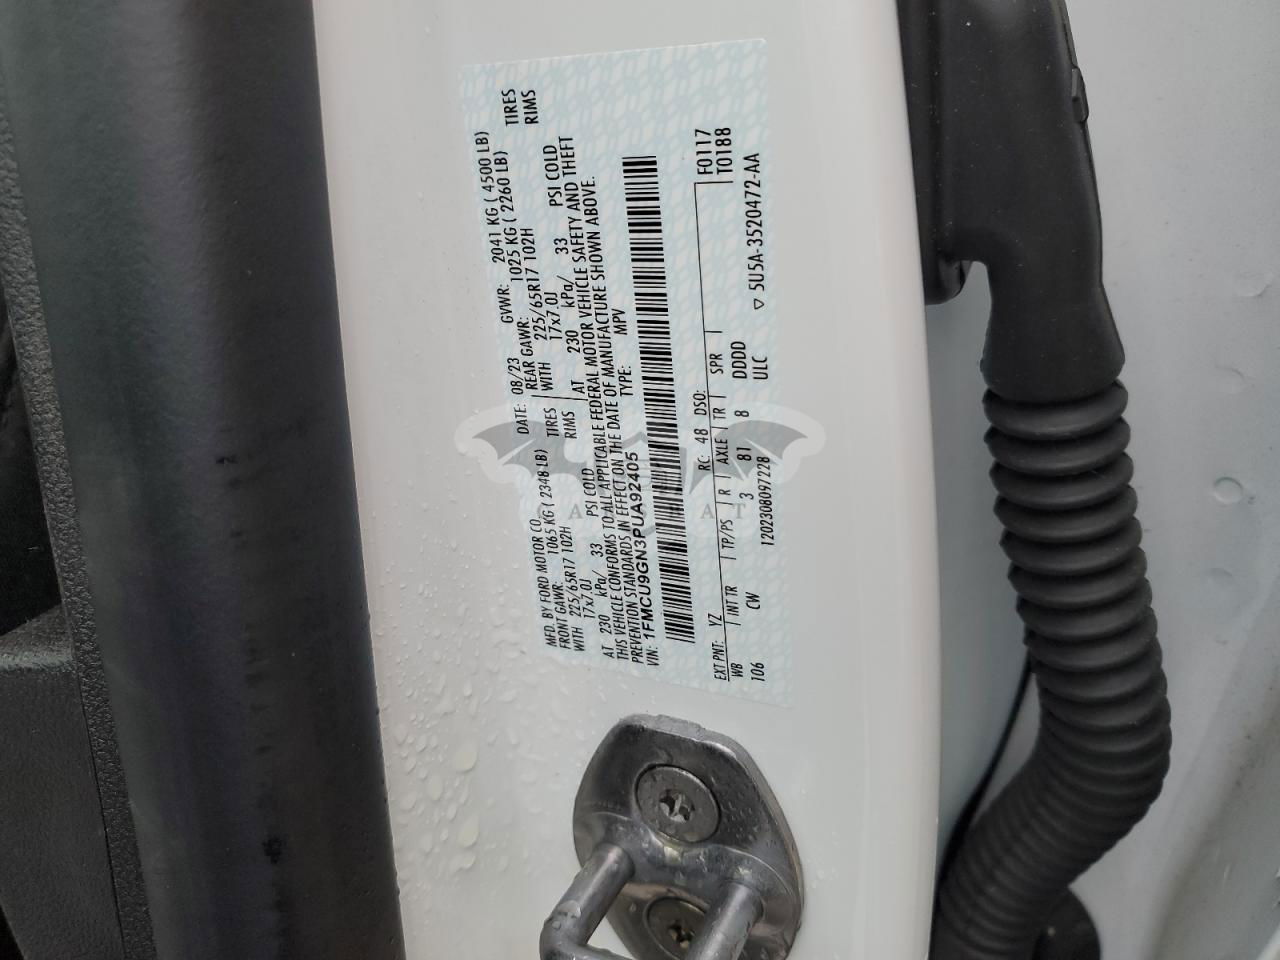 MFD. BY FORD MOTOR CO. DATE: 08/23 GVWR: 2041 KG ( 4500 LB)
FRONT GAWR: 1065 KG ( 2348 LB) REAR GAWR: 1025 KG ( 2260 LB)
WITH 225/65R17 102H TIRES WITH 225/65R17 102H TIRES
17x7.0J RIMS 17x7.0J RIMS
AT 230 kPa/ 33 PSI COLD AT 230 kPa/ 33 PSI COLD
THIS VEHICLE CONFORMS TO ALL APPLICABLE FEDERAL MOTOR VEHICLE SAFETY AND THEFT
PREVENTION STANDARDS IN EFFECT ON THE DATE OF MANUFACTURE SHOWN ABOVE.
VIN: 1FMCU9GN3PUA92405 TYPE: MPV
EXT PNT: YZ RC: 48 DSO: F0117
WB INT TR TP/PS R AXLE TR SPR T0188
106 CW 3 81 8 DDDD
1202308097228 ULC ▽ 5U5A-3520472-AA